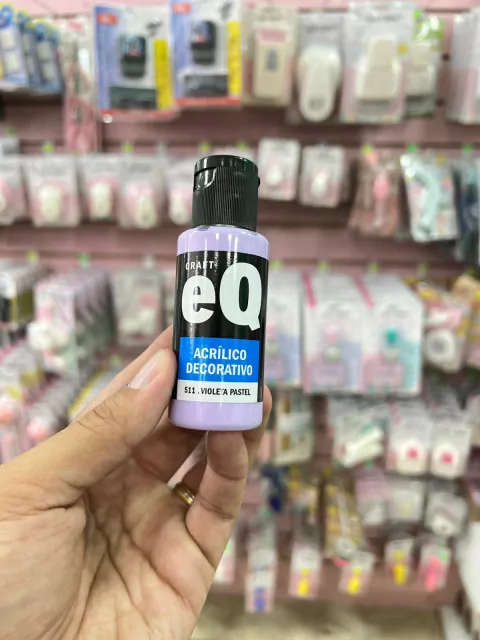 CRAFT
eQ
ACRÍLICO
DECORATIVO
511 . VIOLETA PASTEL